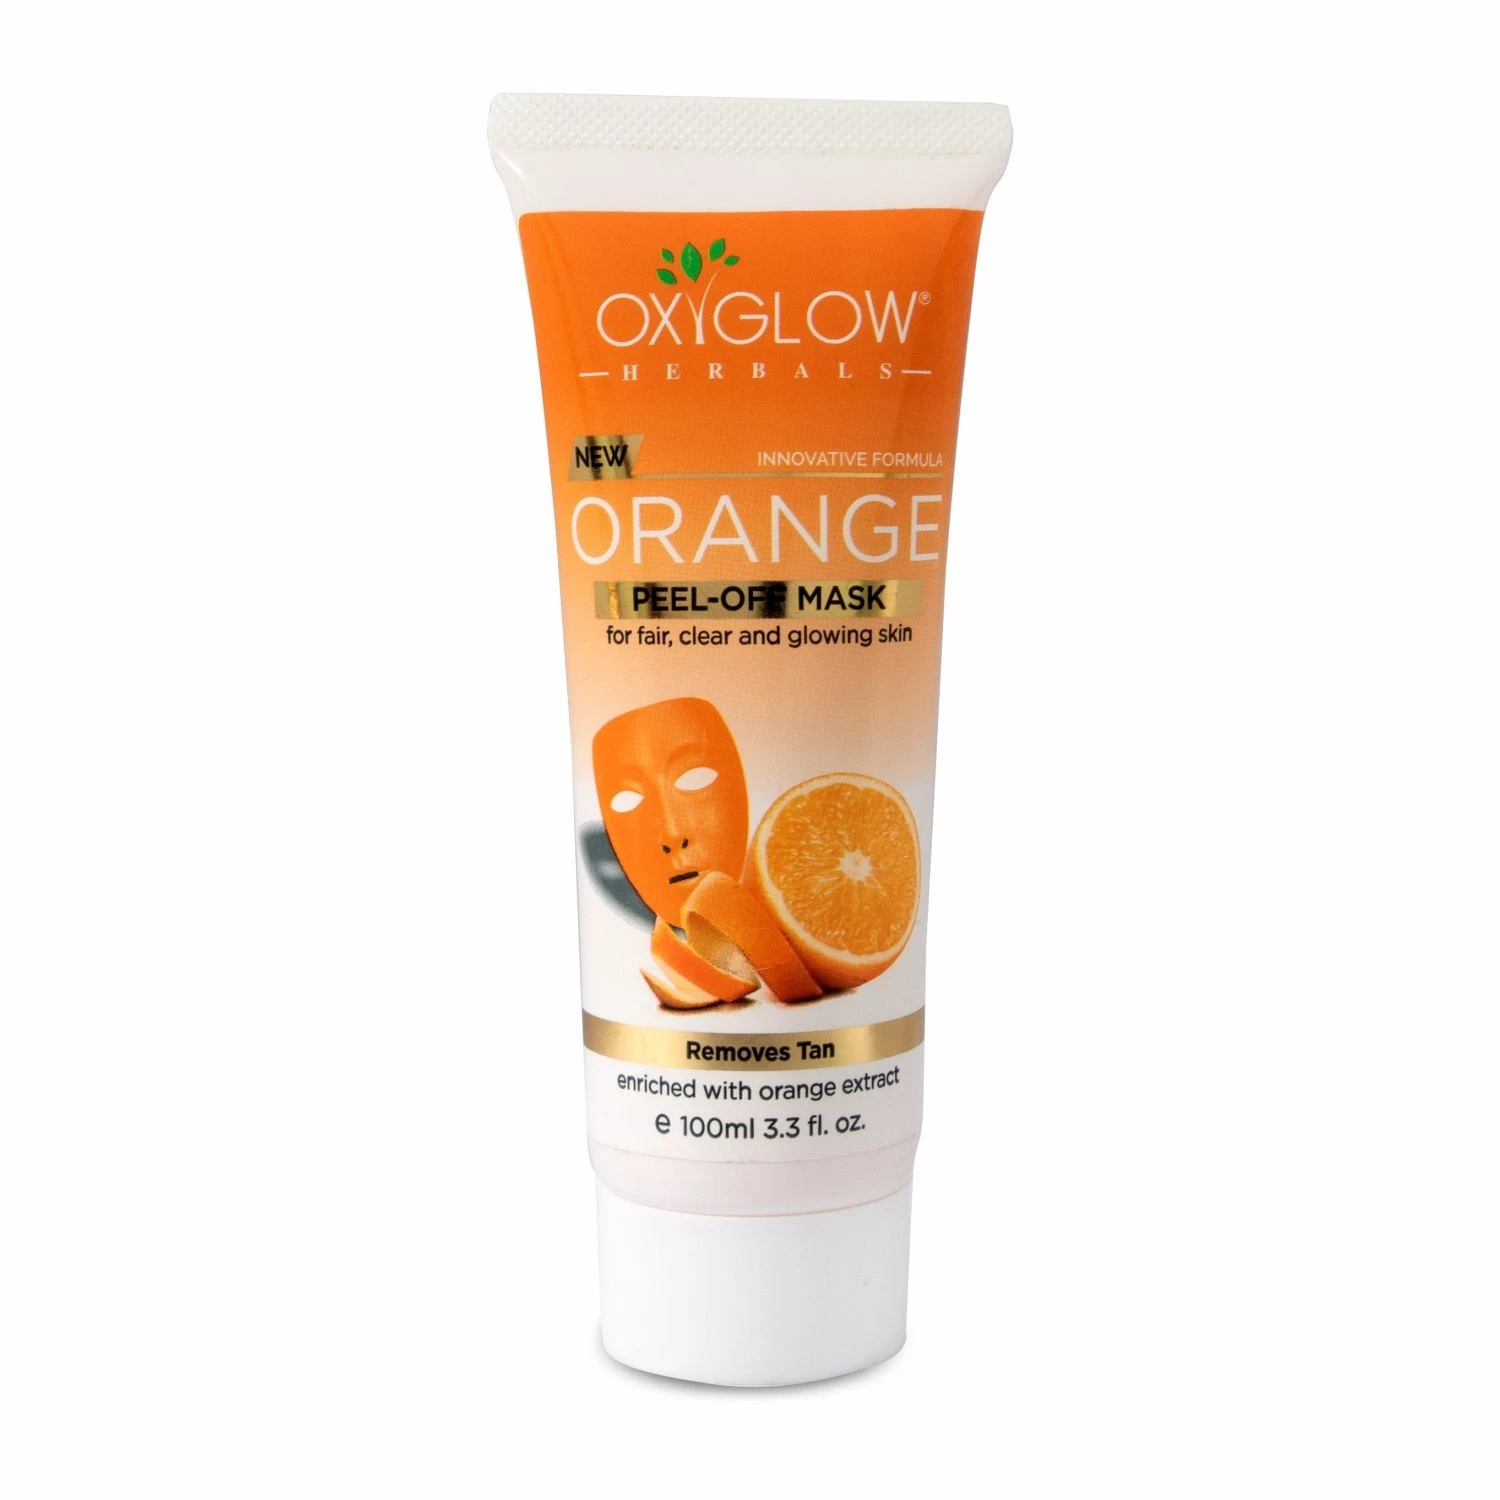 OXYGLOW®
HERBALS
NEW
INNOVATIVE FORMULA
ORANGE
PEEL-OFF MASK
for fair, clear and glowing skin
Removes Tan
enriched with orange extract
℮ 100ml 3.3 fl. oz.